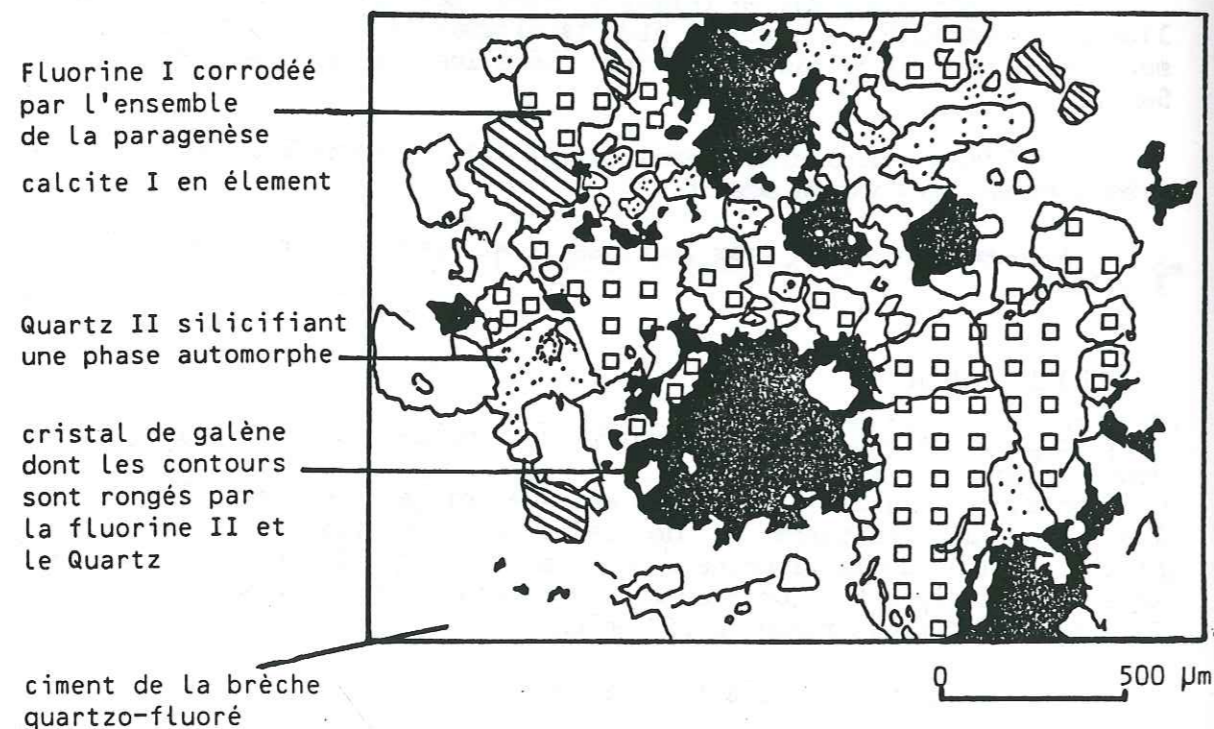 Fluorine I corrodéé
par l'ensemble
de la paragenèse
calcite I en élement
Quartz II silicifiant
une phase automorphe
cristal de galène
dont les contours
sont rongés par
la fluorine II et
le Quartz
ciment de la brèche
quartzo-fluoré
0 500 µm